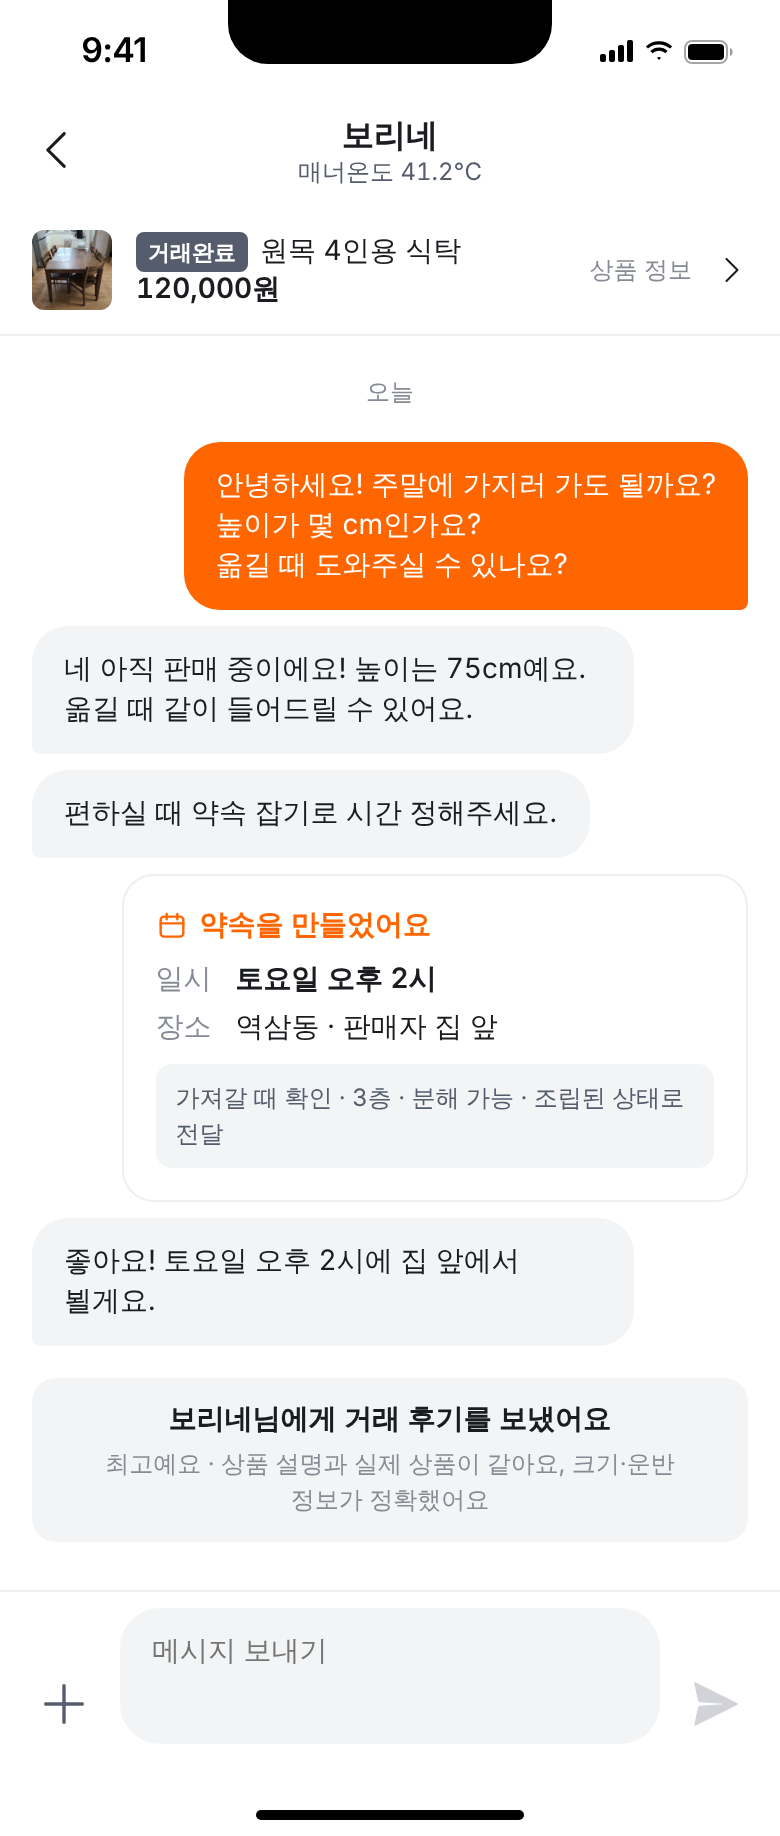 9:41
보리네
매너온도 41.2°C
거래완료 원목 4인용 식탁
120,000원
상품 정보
오늘
안녕하세요! 주말에 가지러 가도 될까요?
높이가 몇 cm인가요?
옮길 때 도와주실 수 있나요?
네 아직 판매 중이에요! 높이는 75cm예요.
옮길 때 같이 들어드릴 수 있어요.
편하실 때 약속 잡기로 시간 정해주세요.
약속을 만들었어요
일시 토요일 오후 2시
장소 역삼동 · 판매자 집 앞
가져갈 때 확인 · 3층 · 분해 가능 · 조립된 상태로
전달
좋아요! 토요일 오후 2시에 집 앞에서
뵐게요.
보리네님에게 거래 후기를 보냈어요
최고예요 · 상품 설명과 실제 상품이 같아요, 크기·운반
정보가 정확했어요
메시지 보내기